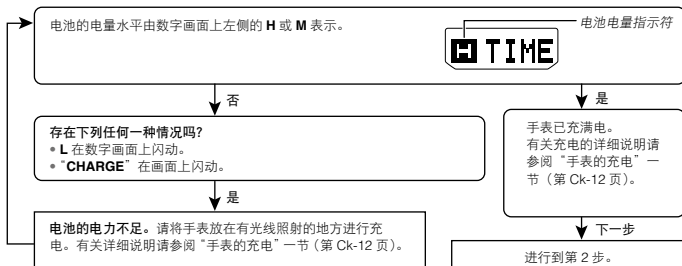 电池的电量水平由数字画面上左侧的 H 或 M 表示。
电池电量指示符
H TIME
否
是
存在下列任何一种情况吗？
• L 在数字画面上闪动。
• “CHARGE”在画面上闪动。
手表已充满电。
有关充电的详细说明请
参阅“手表的充电”一
节（第 Ck-12 页）。
是
电池的电力不足。请将手表放在有光线照射的地方进行充
电。有关详细说明请参阅“手表的充电”一节（第 Ck-12 页）。
下一步
进行到第 2 步。